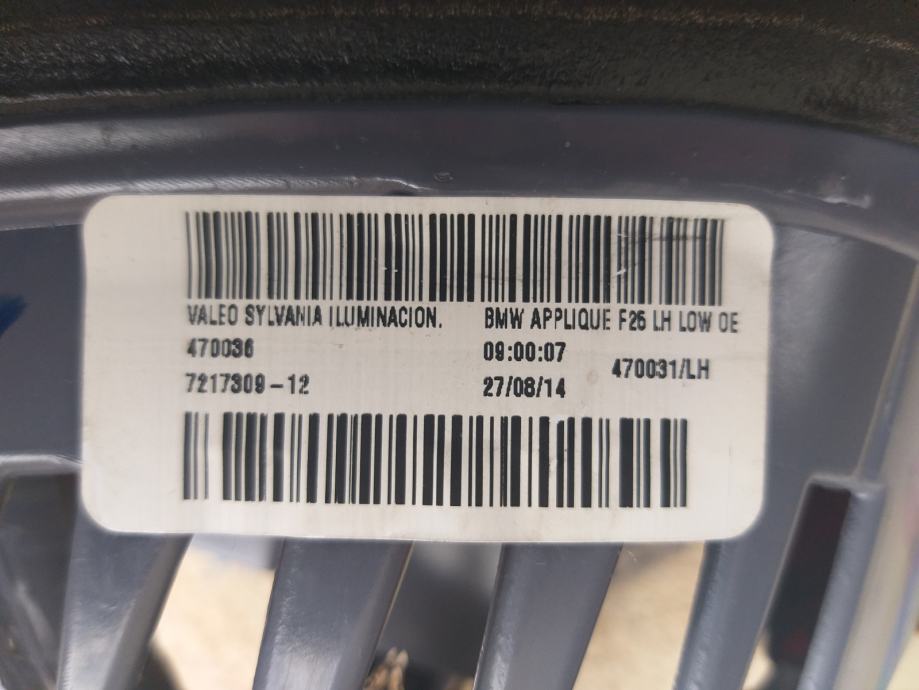 VALEO SYLVANIA ILUMINACION. BMW APPLIQUE F25 LH LOW OE
470036 09:00:07 470031/LH
7217309-12 27/08/14